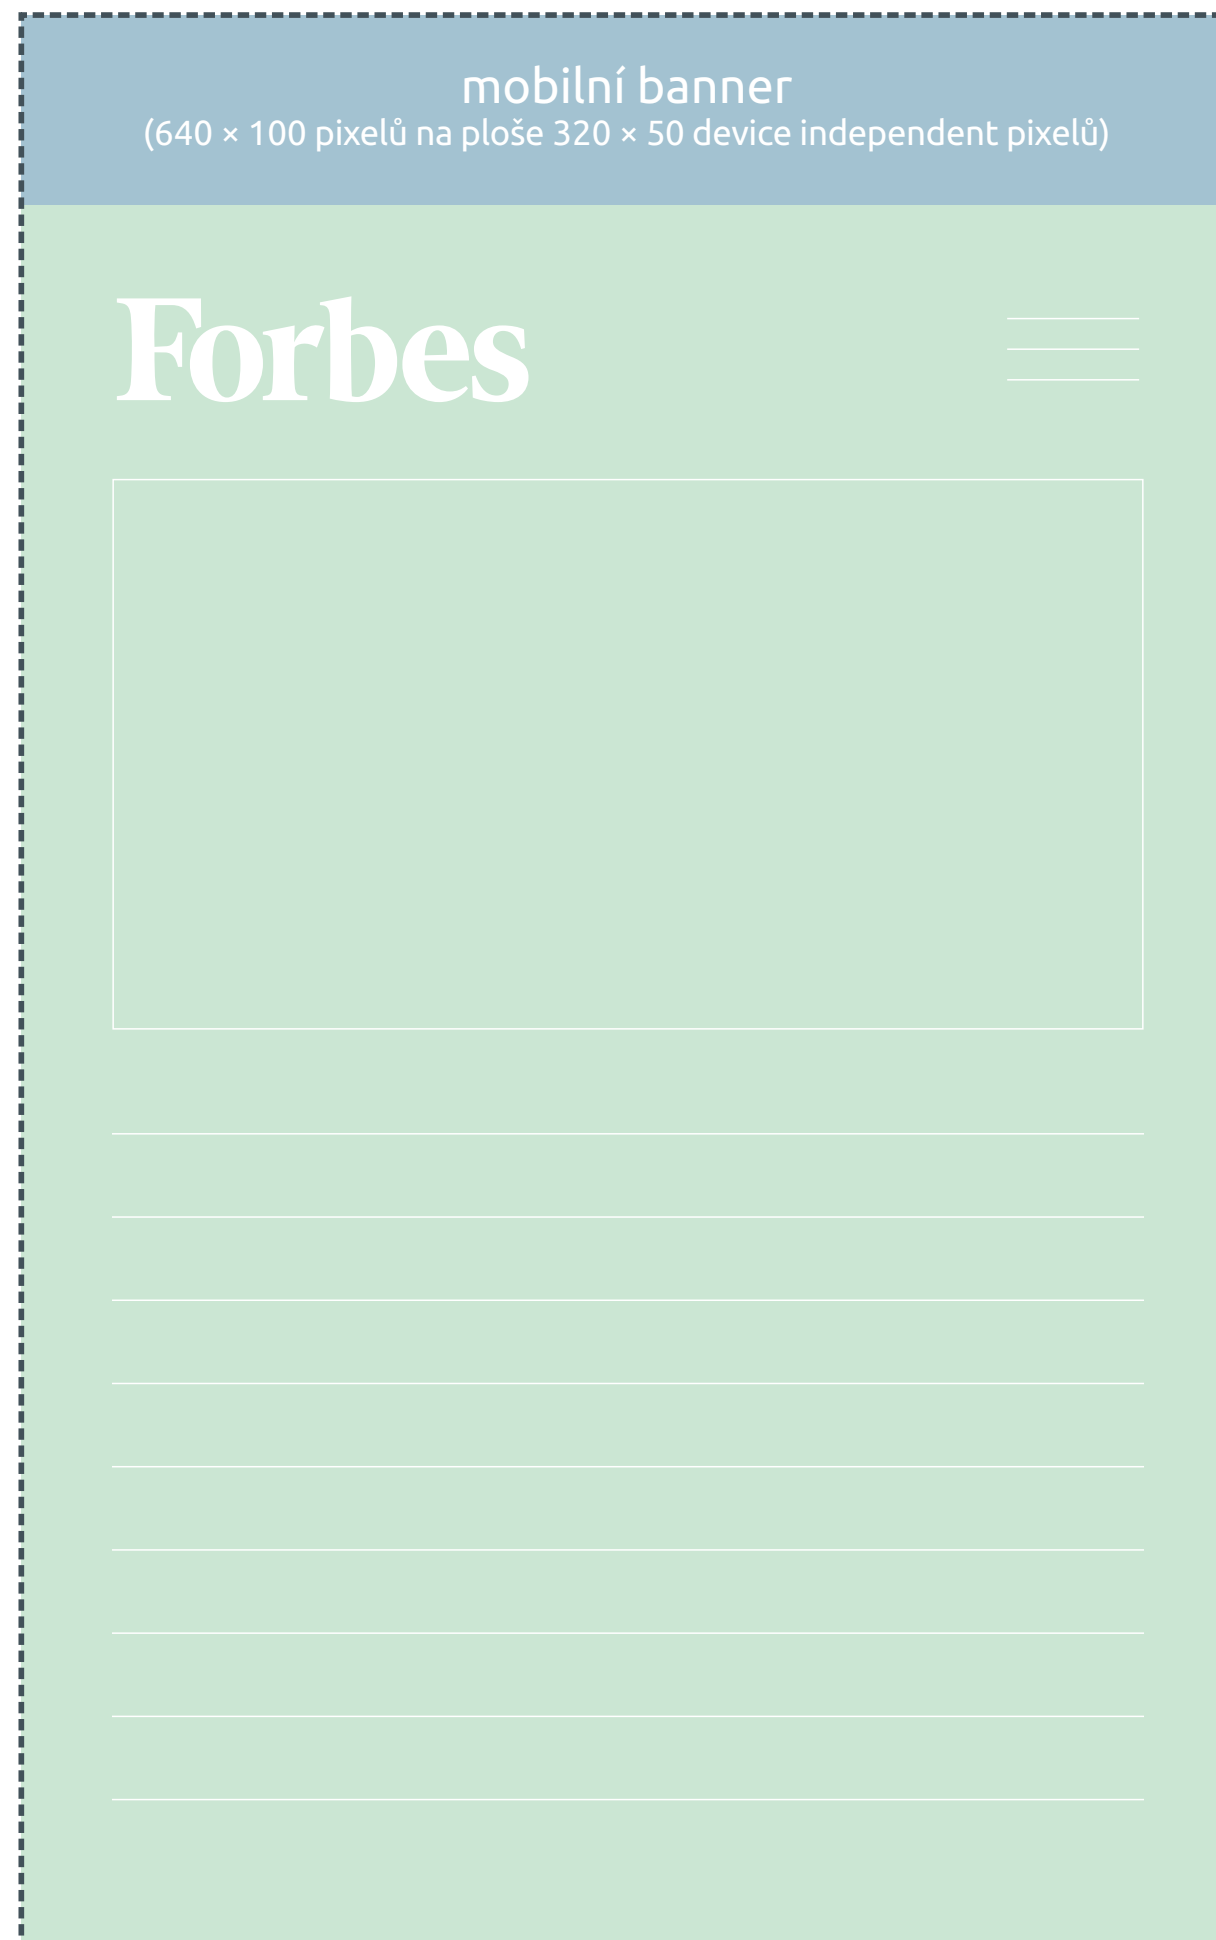 mobilní banner
(640 × 100 pixelů na ploše 320 × 50 device independent pixelů)
Forbes